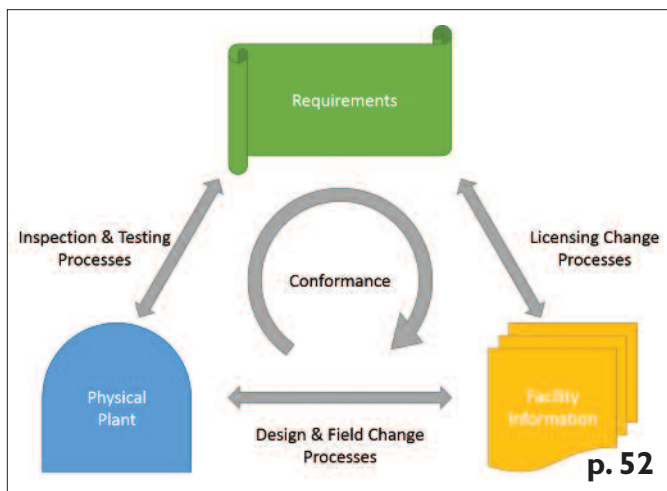 Requirements
Inspection & Testing
Processes
Licensing Change
Processes
Conformance
Physical
Plant
Facility
Information
Design & Field Change
Processes
p. 52